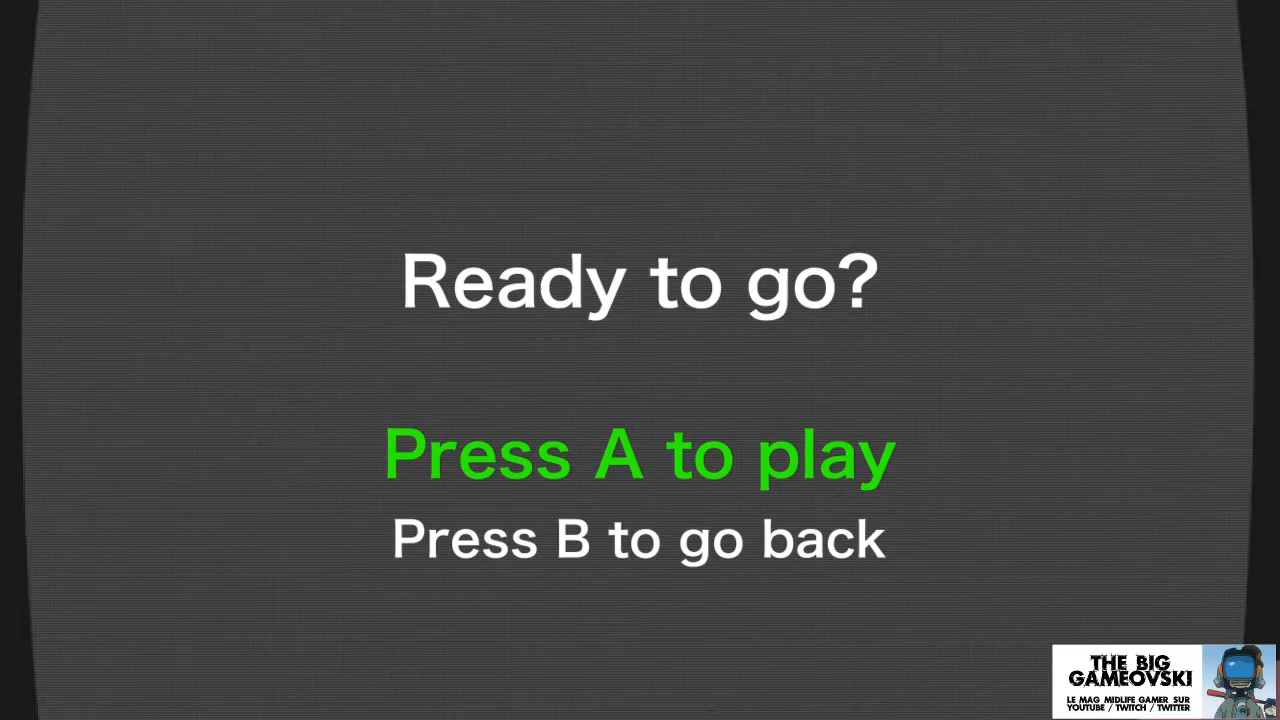 Ready to go?
Press A to play
Press B to go back
THE BIG
GAMEOVSKI
LE MAG MIDLIFE GAMER SUR
YOUTUBE / TWITCH / TWITTER